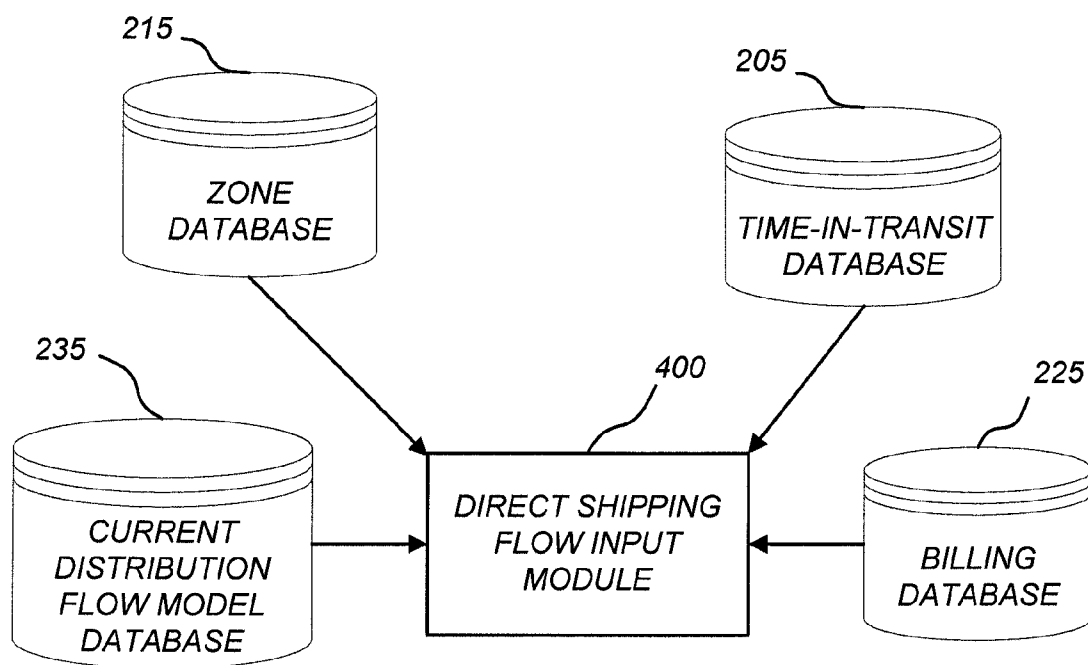 215
205
ZONE
DATABASE
TIME-IN-TRANSIT
DATABASE
235
400
225
CURRENT
DISTRIBUTION
FLOW MODEL
DATABASE
DIRECT SHIPPING
FLOW INPUT
MODULE
BILLING
DATABASE